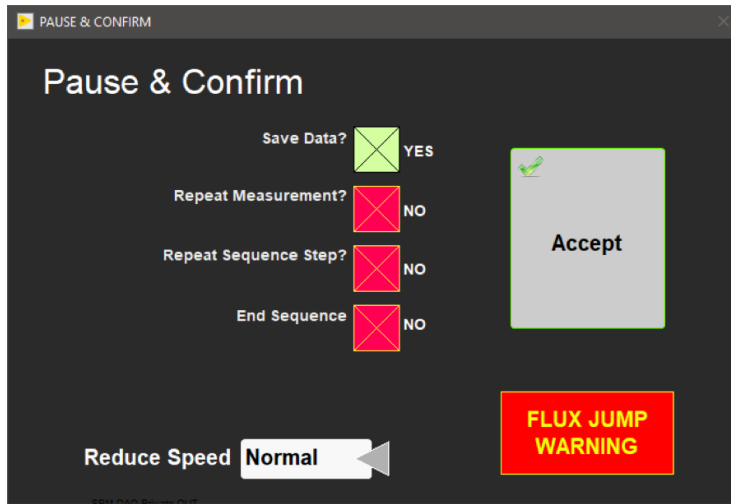 PAUSE & CONFIRM
Pause & Confirm
Save Data? YES
Repeat Measurement? NO
Repeat Sequence Step? NO
End Sequence NO
Accept
FLUX JUMP
WARNING
Reduce Speed Normal